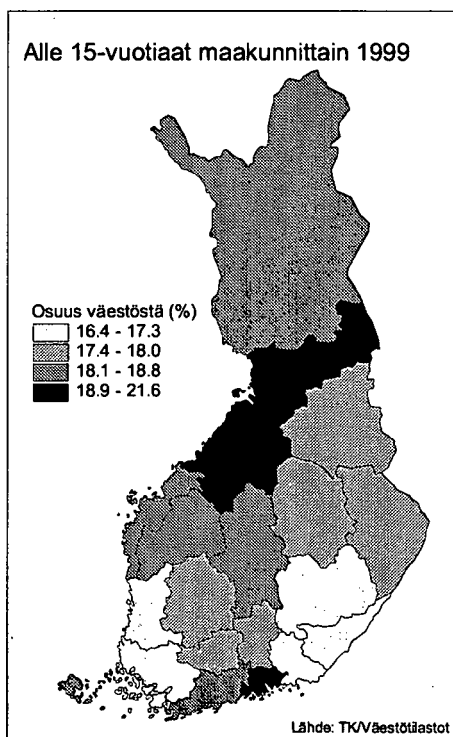 Alle 15-vuotiaat maakunnittain 1999
Osuus väestöstä (%)
16.4 - 17.3
17.4 - 18.0
18.1 - 18.8
18.9 - 21.6
Lähde: TK/Väestötilastot